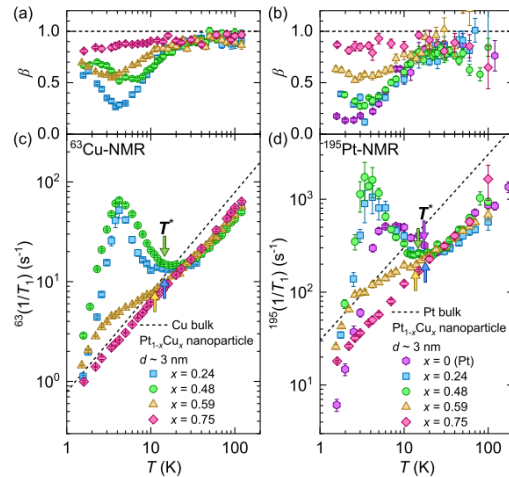 (a)
(b)
1.0
0.5
0.0
β
1.0
0.5
0.0
β
(c)
⁶³Cu-NMR
(d)
¹⁹⁵Pt-NMR
10²
10¹
10⁰
⁶³(1/T₁) (s⁻¹)
T*
Cu bulk
Pt₁₋ₓCuₓ nanoparticle
d ~ 3 nm
x = 0.24
x = 0.48
x = 0.59
x = 0.75
1
10
100
T (K)
10³
10²
10¹
¹⁹⁵(1/T₁) (s⁻¹)
T*
Pt bulk
Pt₁₋ₓCuₓ nanoparticle
d ~ 3 nm
x = 0 (Pt)
x = 0.24
x = 0.48
x = 0.59
x = 0.75
1
10
100
T (K)